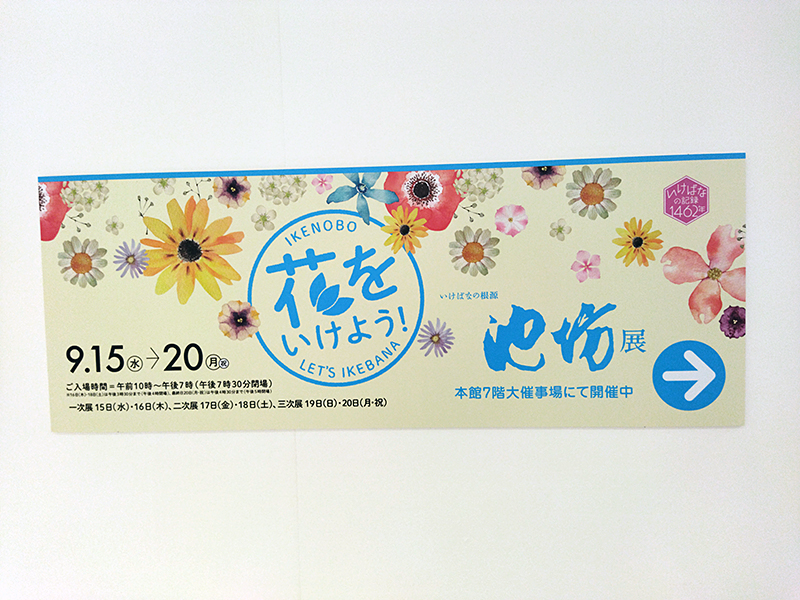 いけばな
の記録
1462年
IKENOBO
花を
いけよう!
LET'S IKEBANA
いけばなの根源
池坊展
本館7階大催事場にて開催中
9.15(水)→20(月・祝)
ご入場時間=午前10時〜午後7時(午後7時30分閉場)
一次展 15日(水)・16日(木)、二次展 17日(金)・18日(土)、三次展 19日(日)・20日(月・祝)